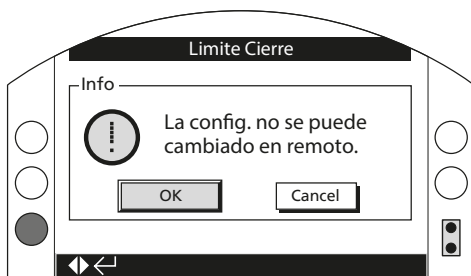 Limite Cierre
Info
La config. no se puede
cambiado en remoto.
OK
Cancel